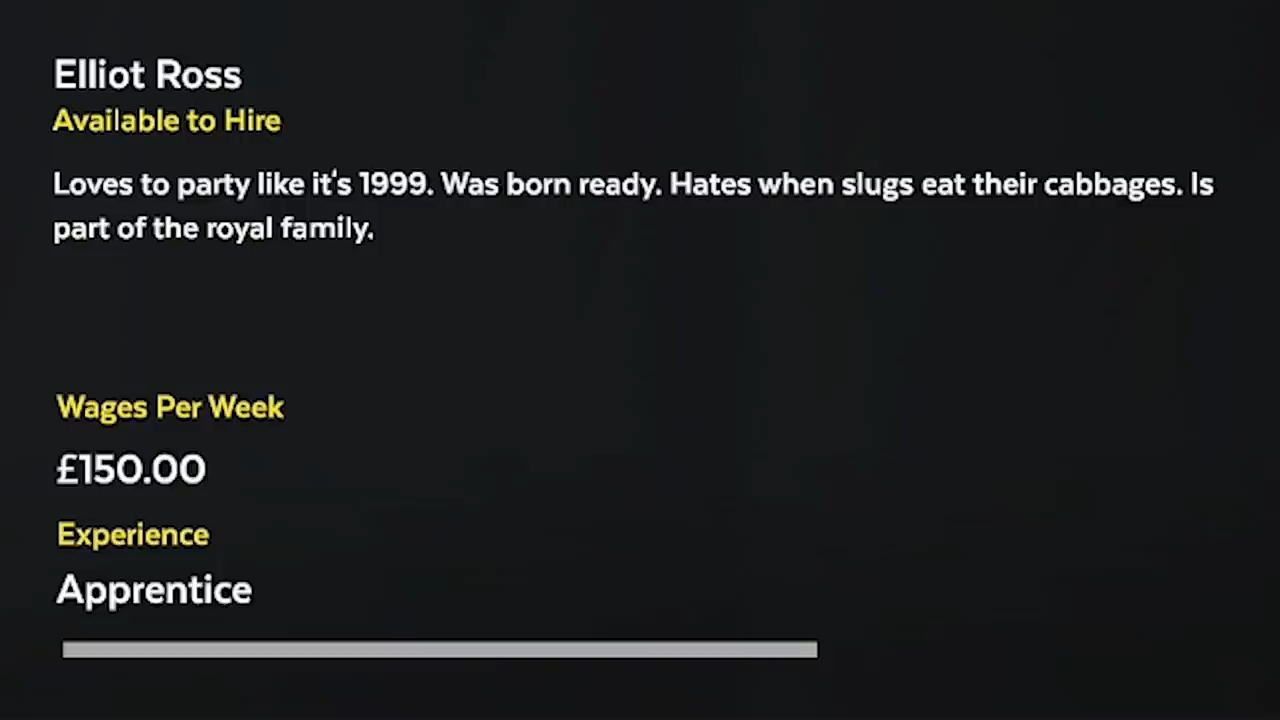 Elliot Ross
Available to Hire
Loves to party like it's 1999. Was born ready. Hates when slugs eat their cabbages. Is
part of the royal family.
Wages Per Week
£150.00
Experience
Apprentice